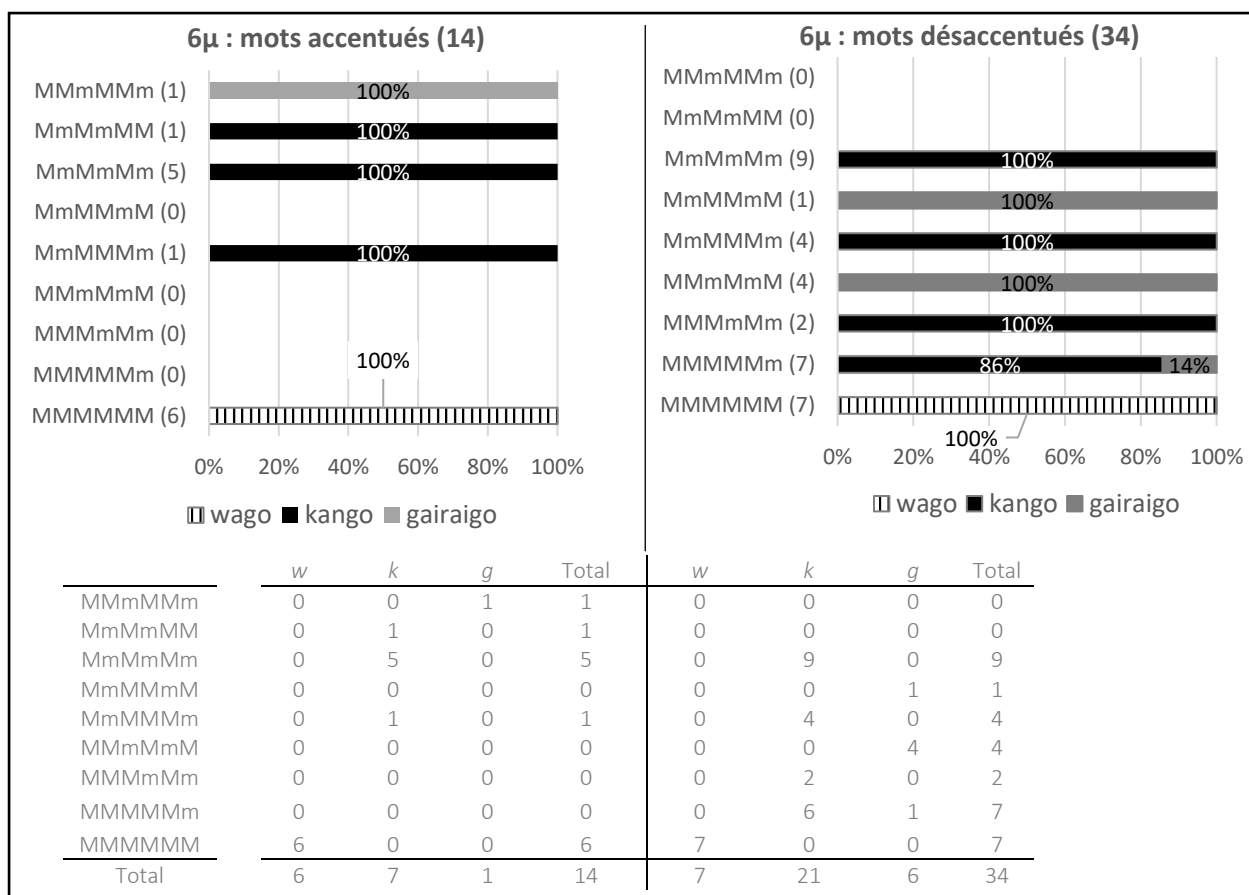 6µ : mots accentués (14)
MMmMMm (1) 100%
MmMmMM (1) 100%
MmMmMm (5) 100%
MmMMmM (0)
MmMMMm (1) 100%
MMmMmM (0)
MMMmMm (0)
MMMMMm (0)
100%
MMMMMM (6)
0% 20% 40% 60% 80% 100%
wago kango gairaigo
6µ : mots désaccentués (34)
MMmMMm (0)
MmMmMM (0)
MmMmMm (9) 100%
MmMMmM (1) 100%
MmMMMm (4) 100%
MMmMmM (4) 100%
MMMmMm (2) 100%
MMMMMm (7) 86% 14%
MMMMMM (7)
100%
0% 20% 40% 60% 80% 100%
wago kango gairaigo
w k g Total w k g Total
MMmMMm 0 0 1 1 0 0 0 0
MmMmMM 0 1 0 1 0 0 0 0
MmMmMm 0 5 0 5 0 9 0 9
MmMMmM 0 0 0 0 0 0 1 1
MmMMMm 0 1 0 1 0 4 0 4
MMmMmM 0 0 0 0 0 0 4 4
MMMmMm 0 0 0 0 0 2 0 2
MMMMMm 0 0 0 0 0 6 1 7
MMMMMM 6 0 0 6 7 0 0 7
Total 6 7 1 14 7 21 6 34